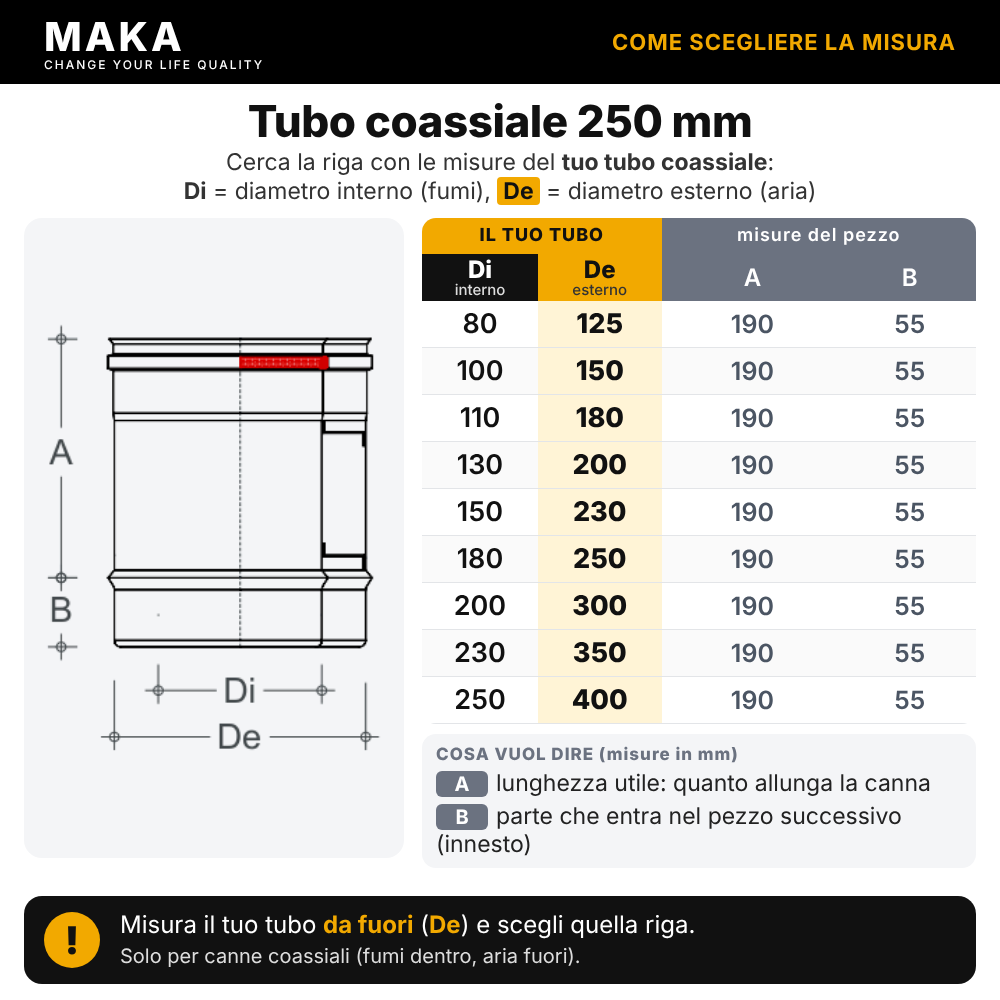 MAKA
CHANGE YOUR LIFE QUALITY
COME SCEGLIERE LA MISURA
Tubo coassiale 250 mm
Cerca la riga con le misure del tuo tubo coassiale:
Di = diametro interno (fumi), De = diametro esterno (aria)
A
B
Di
De
IL TUO TUBO misure del pezzo
Di De A B
interno esterno
80 125 190 55
100 150 190 55
110 180 190 55
130 200 190 55
150 230 190 55
180 250 190 55
200 300 190 55
230 350 190 55
250 400 190 55
COSA VUOL DIRE (misure in mm)
A lunghezza utile: quanto allunga la canna
B parte che entra nel pezzo successivo
(innesto)
! Misura il tuo tubo da fuori (De) e scegli quella riga.
Solo per canne coassiali (fumi dentro, aria fuori).